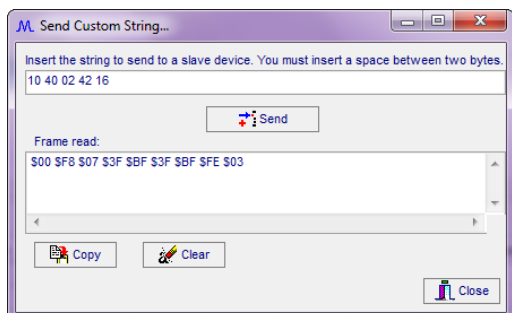 Send Custom String...
Insert the string to send to a slave device. You must insert a space between two bytes.
10 40 02 42 16
Send
Frame read:
$00 $F8 $07 $3F $BF $3F $BF $FE $03
Copy
Clear
Close